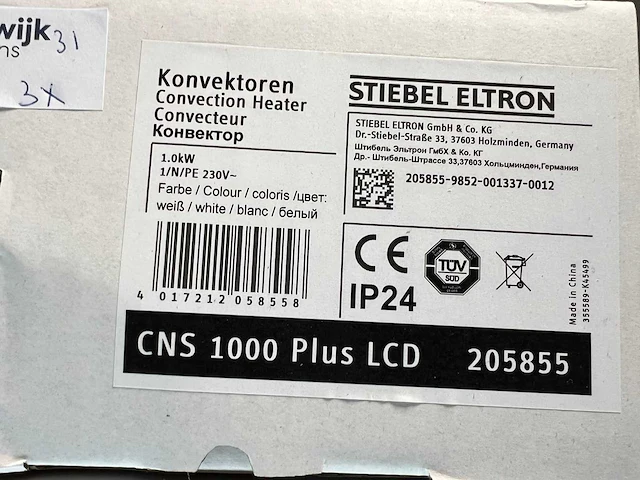 wijk 31
ns
3x
Konvektoren
Convection Heater
Convecteur
Конвектор
STIEBEL ELTRON
STIEBEL ELTRON GmbH & Co. KG
Dr.-Stiebel-Straße 33, 37603 Holzminden, Germany
Штибель Эльтрон ГмбХ & Ко. КГ
Др.- Штибель-Штрассе 33,37603 Хольцминден,Германия
205855-9852-001337-0012
1.0kW
1/N/PE 230V~
Farbe / Colour / coloris /цвет:
weiß / white / blanc / белый
4 017212 058558
CE
IP24
TÜV
SÜD
Made in China
355589-K45499
CNS 1000 Plus LCD 205855